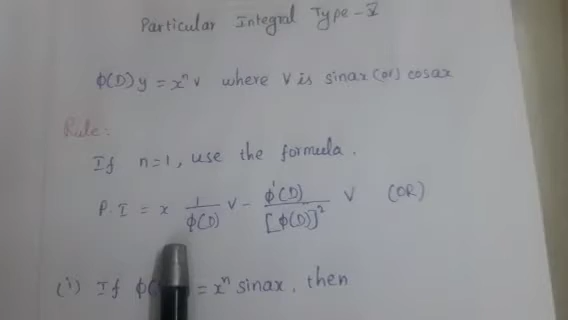 Particular Integral Type-V
ϕ(D)y = xⁿv where v is sinax (or) cosax
Rule:
If n=1, use the formula.
P.I = x 1/ϕ(D) v - ϕ'(D)/[ϕ(D)]² v (OR)
(i) If ϕ( = xⁿ sinax, then